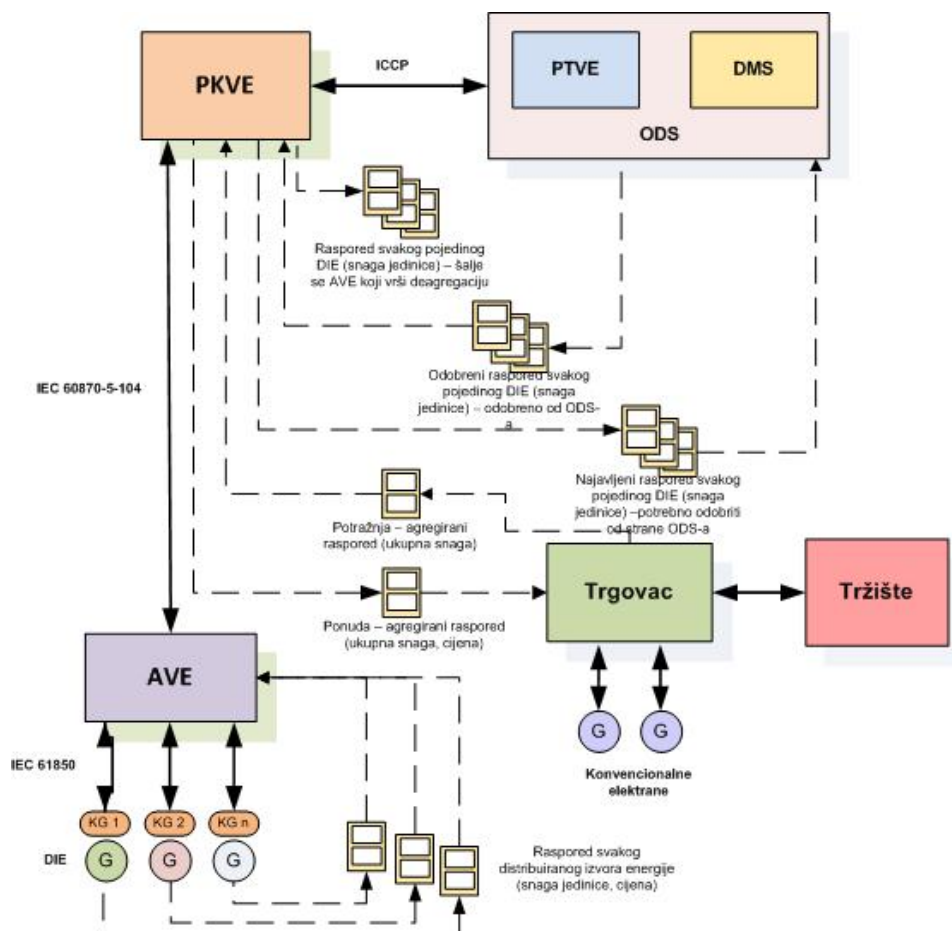 PKVE
ICCP
PTVE
DMS
ODS
Raspored svakog pojedinog
DIE (snaga jedinice) – šalje
se AVE koji vrši deagregaciju
IEC 60870-5-104
Odobreni raspored svakog
pojedinog DIE (snaga
jedinice) – odobreno od ODS-
a
Najavljeni raspored svakog
pojedinog DIE (snaga
jedinice) –potrebno odobriti
od strane ODS-a
Potražnja – agregirani
raspored (ukupna snaga)
Trgovac
Tržište
Ponuda – agregirani raspored
(ukupna snaga, cijena)
AVE
G
G
IEC 61850
Konvencionalne
elektrane
KG 1
KG 2
KG n
DIE
G
G
G
Raspored svakog
distribuiranog izvora energije
(snaga jedinice, cijena)